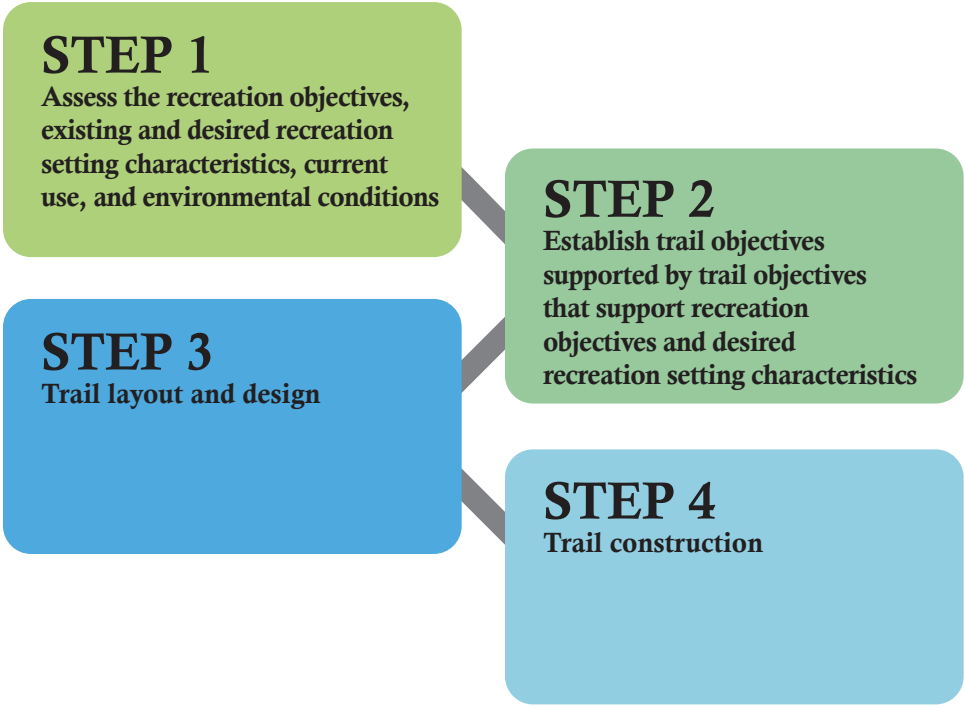 STEP 1
Assess the recreation objectives,
existing and desired recreation
setting characteristics, current
use, and environmental conditions
STEP 2
Establish trail objectives
supported by trail objectives
that support recreation
objectives and desired
recreation setting characteristics
STEP 3
Trail layout and design
STEP 4
Trail construction